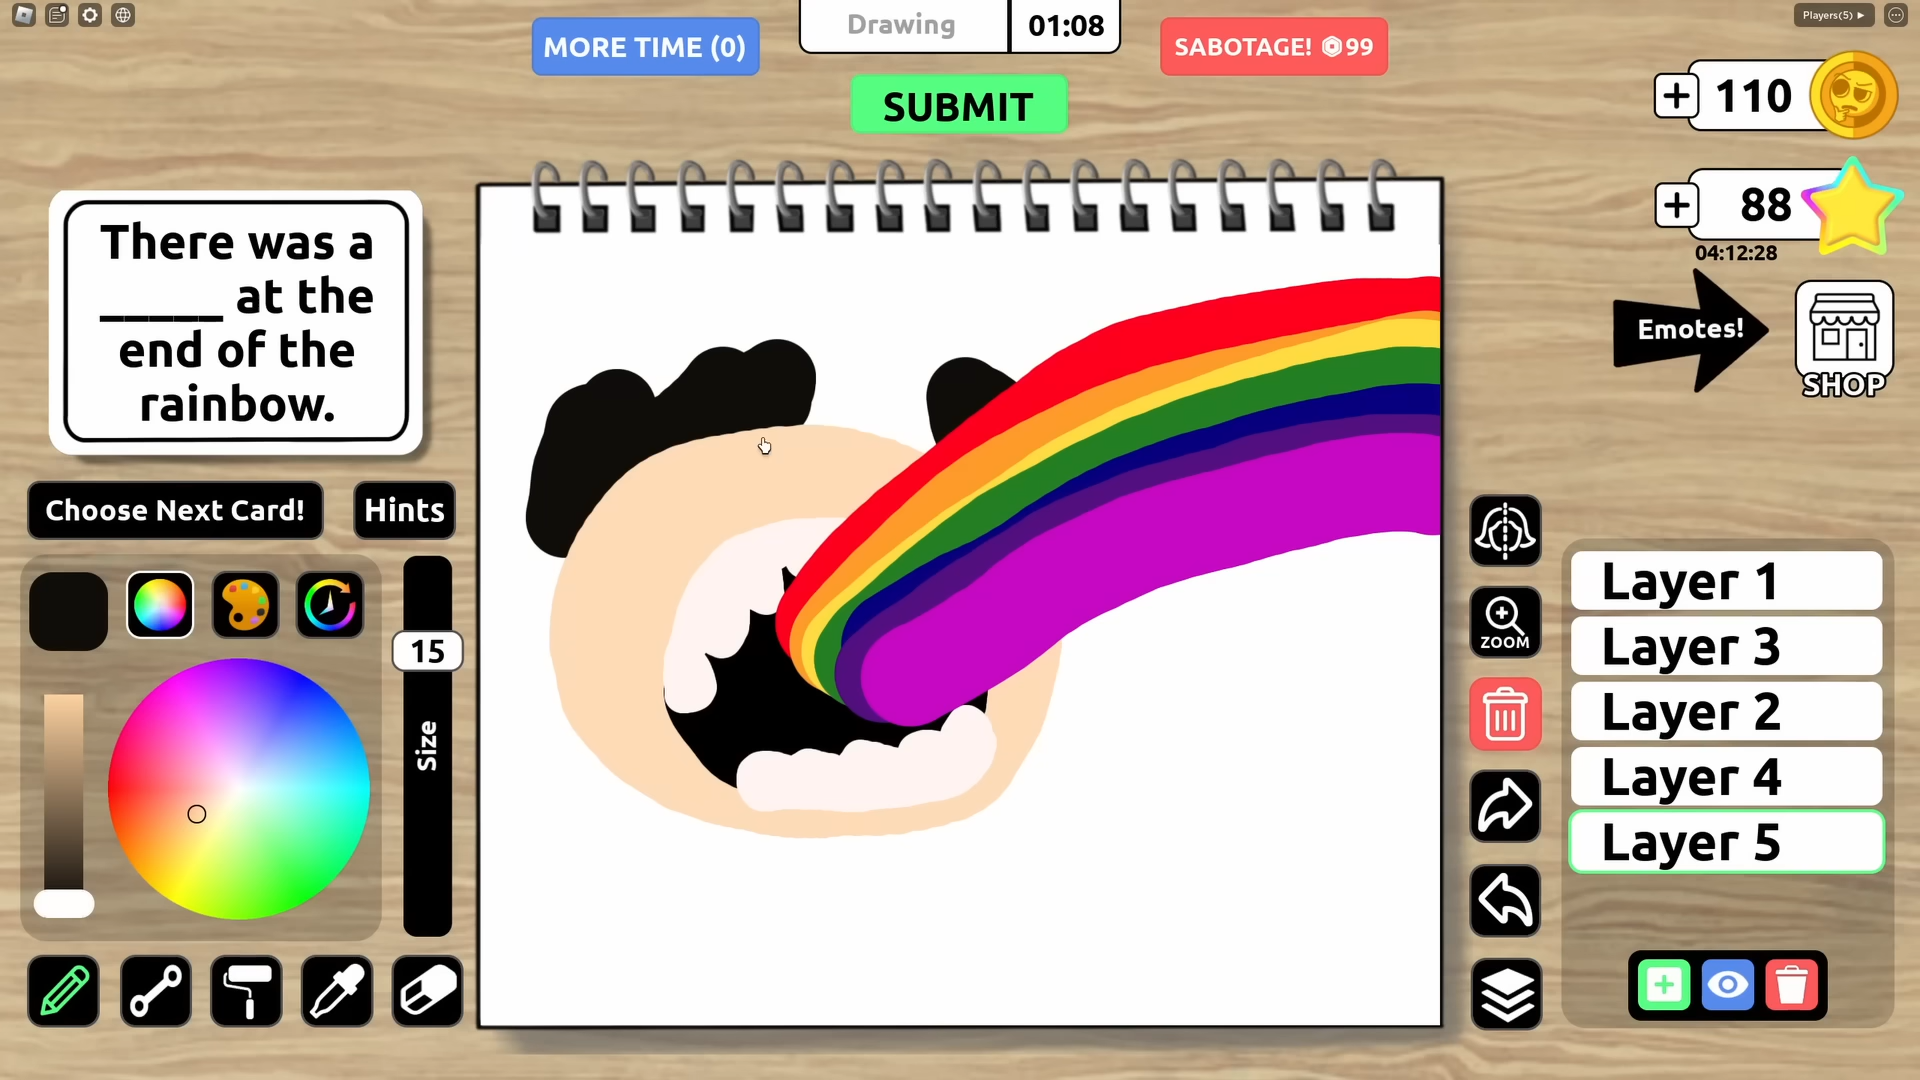 Players(5)
MORE TIME (0)
Drawing
01:08
SABOTAGE! 99
SUBMIT
110
88
04:12:28
Emotes!
SHOP
There was a
_____ at the
end of the
rainbow.
Choose Next Card!
Hints
15
Size
ZOOM
Layer 1
Layer 3
Layer 2
Layer 4
Layer 5